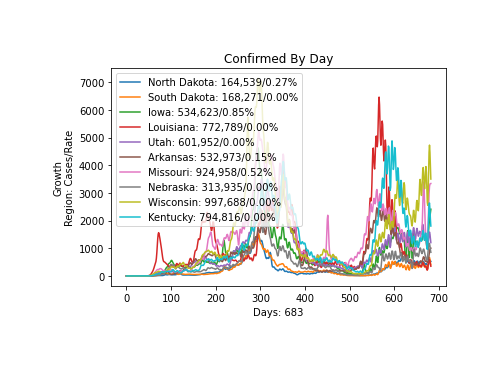 Confirmed By Day
North Dakota: 164,539/0.27%
South Dakota: 168,271/0.00%
Iowa: 534,623/0.85%
Louisiana: 772,789/0.00%
Utah: 601,952/0.00%
Arkansas: 532,973/0.15%
Missouri: 924,958/0.52%
Nebraska: 313,935/0.00%
Wisconsin: 997,688/0.00%
Kentucky: 794,816/0.00%
7000
6000
5000
4000
3000
2000
1000
0
Growth
Region: Cases/Rate
0 100 200 300 400 500 600 700
Days: 683